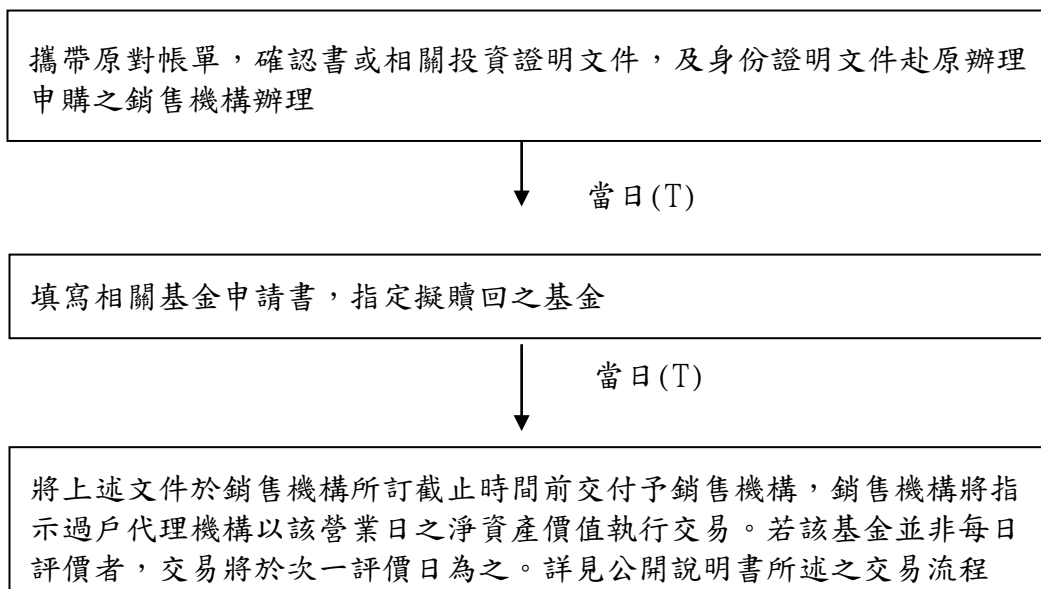 攜帶原對帳單，確認書或相關投資證明文件，及身份證明文件赴原辦理
申購之銷售機構辦理
當日(T)
填寫相關基金申請書，指定擬贖回之基金
當日(T)
將上述文件於銷售機構所訂截止時間前交付予銷售機構，銷售機構將指
示過戶代理機構以該營業日之淨資產價值執行交易。若該基金並非每日
評價者，交易將於次一評價日為之。詳見公開說明書所述之交易流程